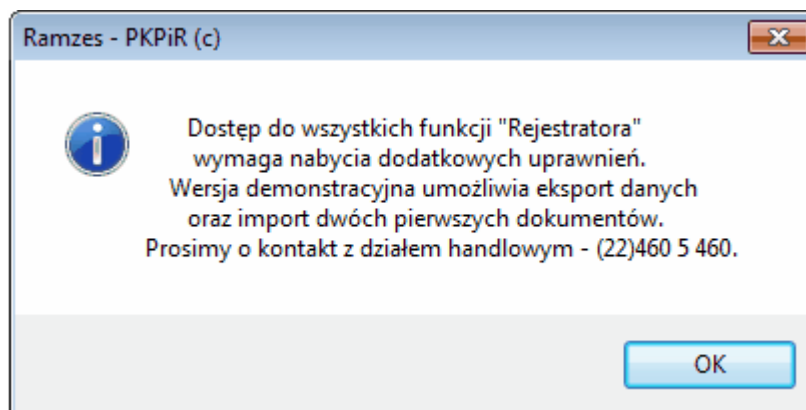 Ramzes - PKPiR (c)
Dostęp do wszystkich funkcji "Rejestratora"
wymaga nabycia dodatkowych uprawnień.
Wersja demonstracyjna umożliwia eksport danych
oraz import dwóch pierwszych dokumentów.
Prosimy o kontakt z działem handlowym - (22)460 5 460.
OK